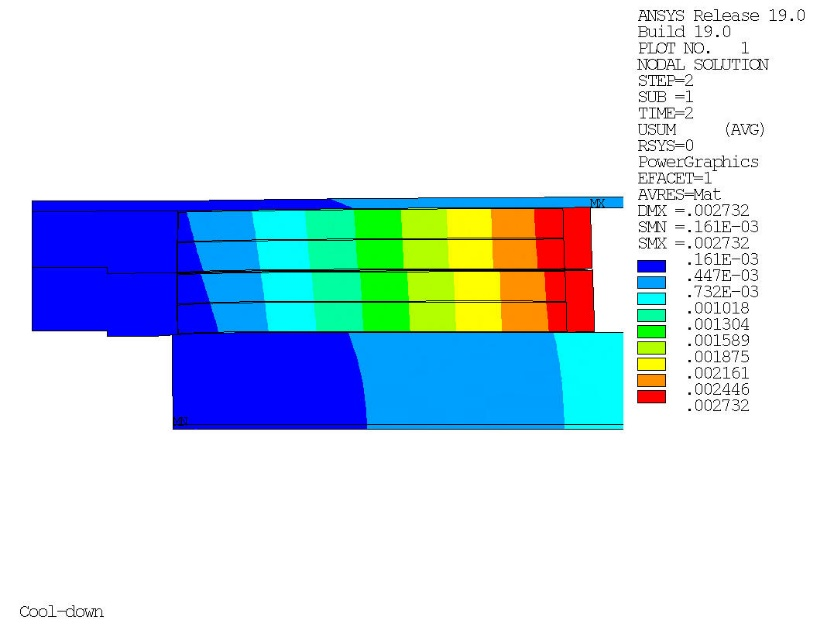 ANSYS Release 19.0
Build 19.0
PLOT NO.   1
NODAL SOLUTION
STEP=2
SUB =1
TIME=2
USUM     (AVG)
RSYS=0
PowerGraphics
EFACET=1
AVRES=Mat
DMX =.002732
SMN =.161E-03
SMX =.002732
.161E-03
.447E-03
.732E-03
.001018
.001304
.001589
.001875
.002161
.002446
.002732
MX
MN
Cool-down